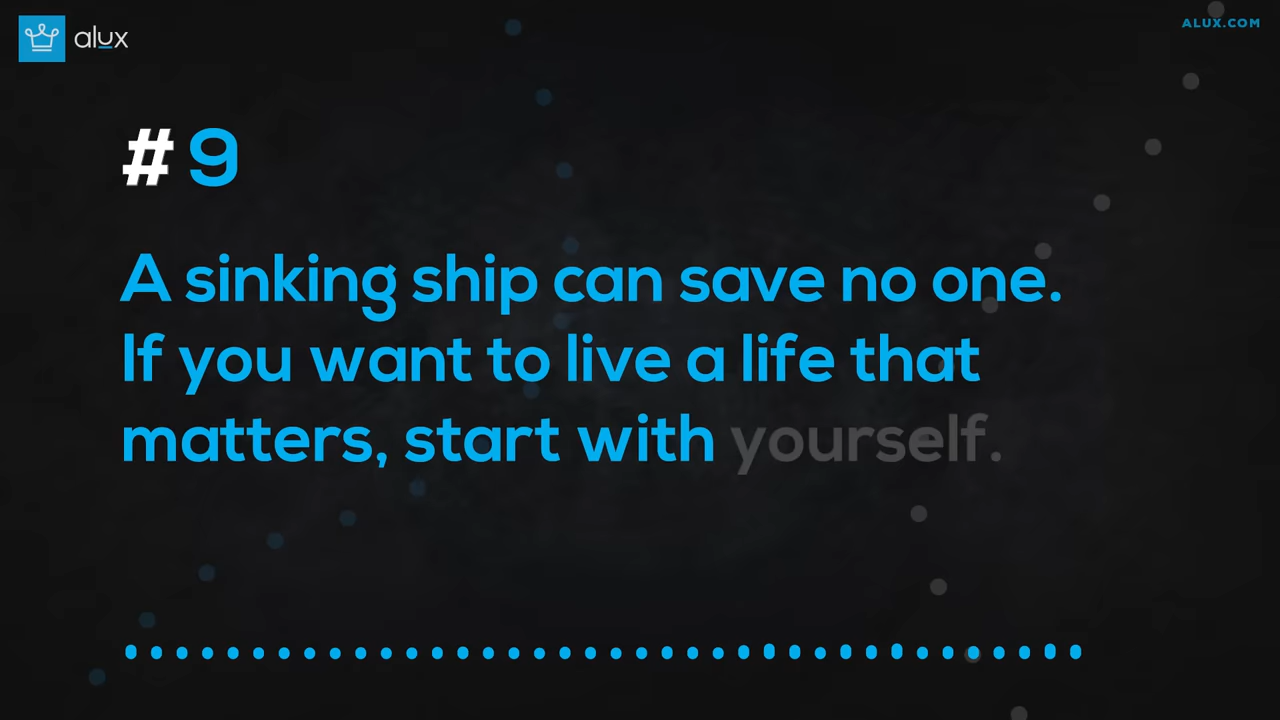 alux
ALUX.COM
# 9
A sinking ship can save no one.
If you want to live a life that
matters, start with yourself.